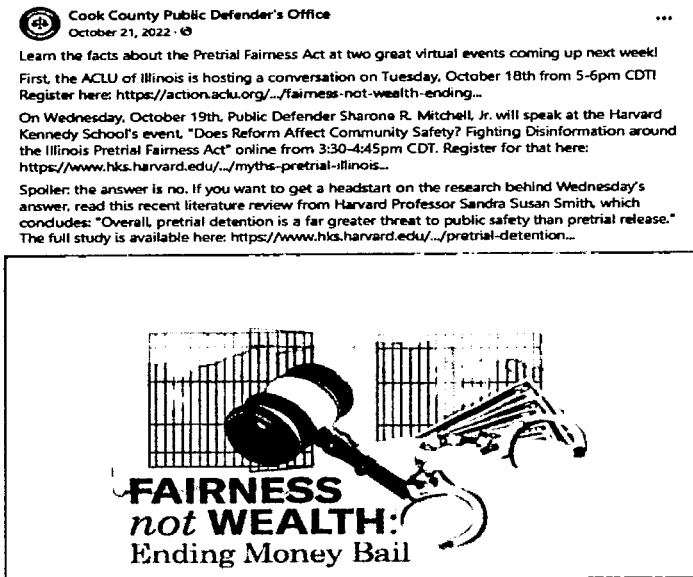 Cook County Public Defender's Office
October 21, 2022 ·
Learn the facts about the Pretrial Fairness Act at two great virtual events coming up next week!
First, the ACLU of Illinois is hosting a conversation on Tuesday, October 18th from 5-6pm CDT!
Register here: https://action.aclu.org/.../fairness-not-wealth-ending...
On Wednesday, October 19th, Public Defender Sharone R. Mitchell, Jr. will speak at the Harvard
Kennedy School's event, "Does Reform Affect Community Safety? Fighting Disinformation around
the Illinois Pretrial Fairness Act" online from 3:30-4:45pm CDT. Register for that here:
https://www.hks.harvard.edu/.../myths-pretrial-illinois...
Spoiler: the answer is no. If you want to get a headstart on the research behind Wednesday's
answer, read this recent literature review from Harvard Professor Sandra Susan Smith, which
concludes: "Overall, pretrial detention is a far greater threat to public safety than pretrial release."
The full study is available here: https://www.hks.harvard.edu/.../pretrial-detention...
FAIRNESS
not WEALTH:
Ending Money Bail